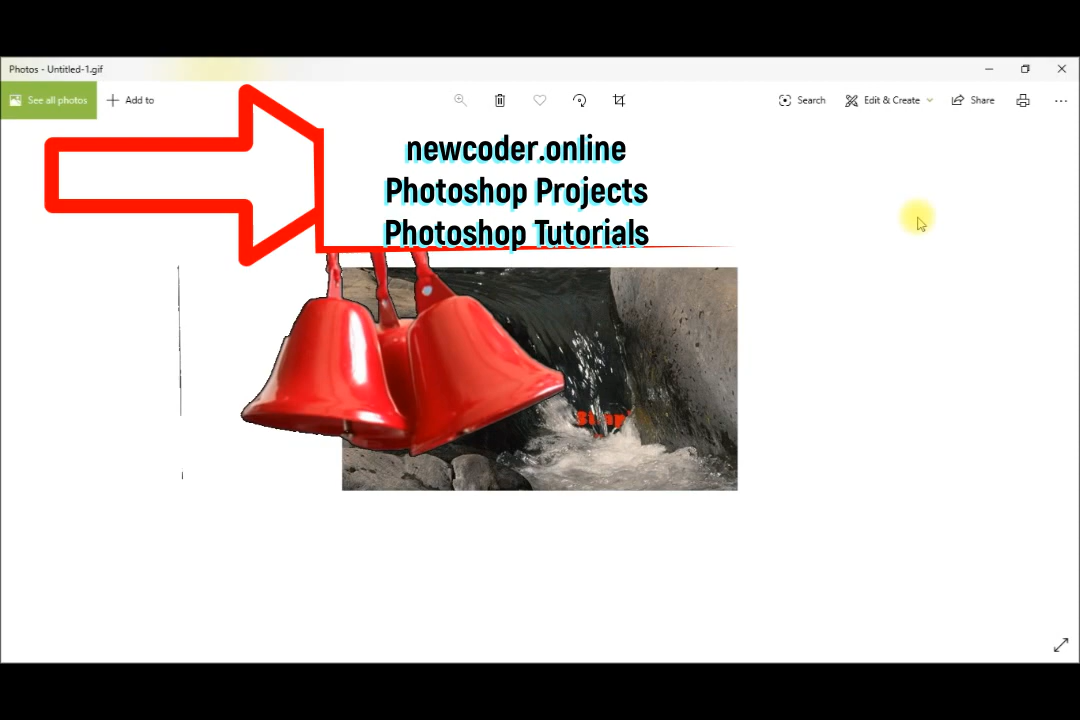 Photos - Untitled-1.gif
See all photos
Add to
Search
Edit & Create
Share
newcoder.online
Photoshop Projects
Photoshop Tutorials